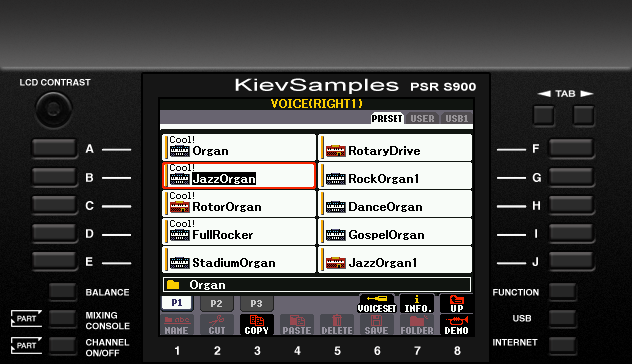 LCD CONTRAST
KievSamples PSR S900
TAB
VOICE(RIGHT1)
PRESET USER USB1
A
Cool!
Organ
RotaryDrive
F
B
Cool!
JazzOrgan
RockOrgan1
G
C
Cool!
RotorOrgan
DanceOrgan
H
D
Cool!
FullRocker
GospelOrgan
I
E
StadiumOrgan
JazzOrgan1
J
Organ
BALANCE
P1 P2 P3
VOICESET INFO. UP
FUNCTION
PART
MIXING
CONSOLE
NAME CUT COPY PASTE DELETE SAVE FOLDER DEMO
USB
PART
CHANNEL
ON/OFF
1 2 3 4 5 6 7 8
INTERNET